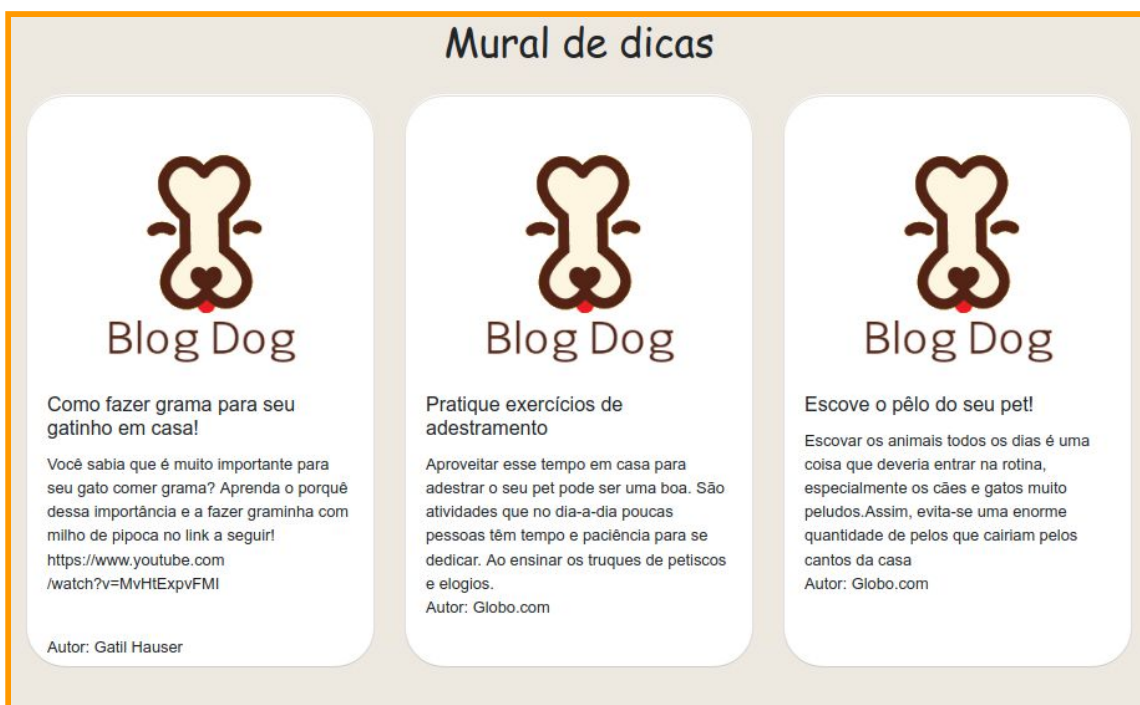 Mural de dicas
Blog Dog
Como fazer grama para seu
gatinho em casa!
Você sabia que é muito importante para
seu gato comer grama? Aprenda o porquê
dessa importância e a fazer graminha com
milho de pipoca no link a seguir!
https://www.youtube.com
/watch?v=MvHtExpvFMI
Autor: Gatil Hauser
Blog Dog
Pratique exercícios de
adestramento
Aproveitar esse tempo em casa para
adestrar o seu pet pode ser uma boa. São
atividades que no dia-a-dia poucas
pessoas têm tempo e paciência para se
dedicar. Ao ensinar os truques de petiscos
e elogios.
Autor: Globo.com
Blog Dog
Escove o pêlo do seu pet!
Escovar os animais todos os dias é uma
coisa que deveria entrar na rotina,
especialmente os cães e gatos muito
peludos.Assim, evita-se uma enorme
quantidade de pelos que cairiam pelos
cantos da casa
Autor: Globo.com